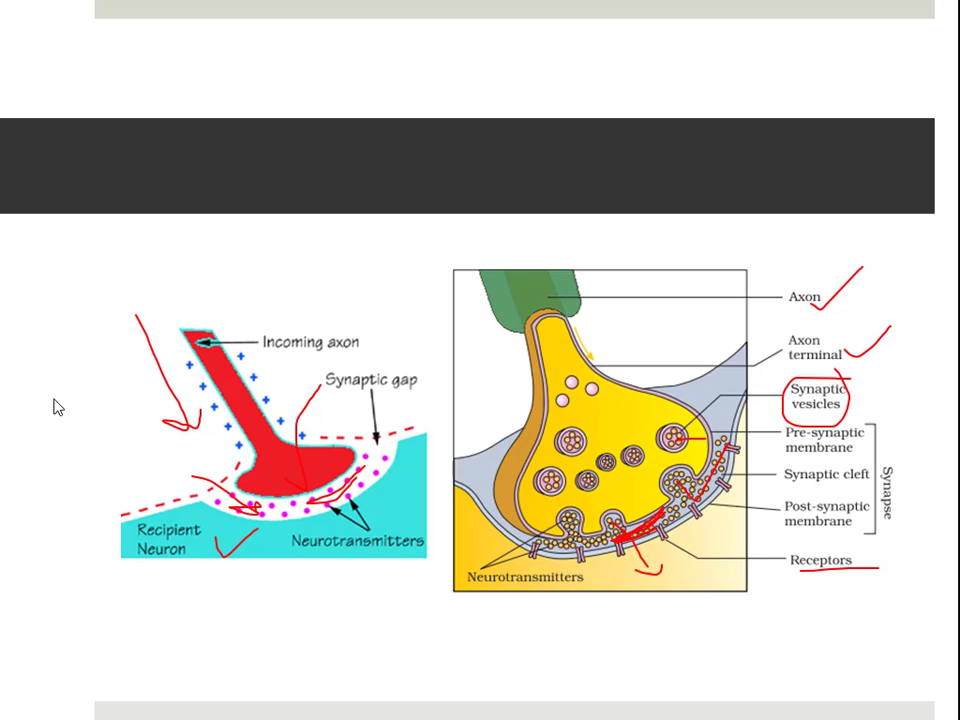 Incoming axon
Synaptic gap
Recipient
Neuron
Neurotransmitters
Axon
Axon
terminal
Synaptic
vesicles
Pre-synaptic
membrane
Synaptic cleft
Post-synaptic
membrane
Synapse
Receptors
Neurotransmitters